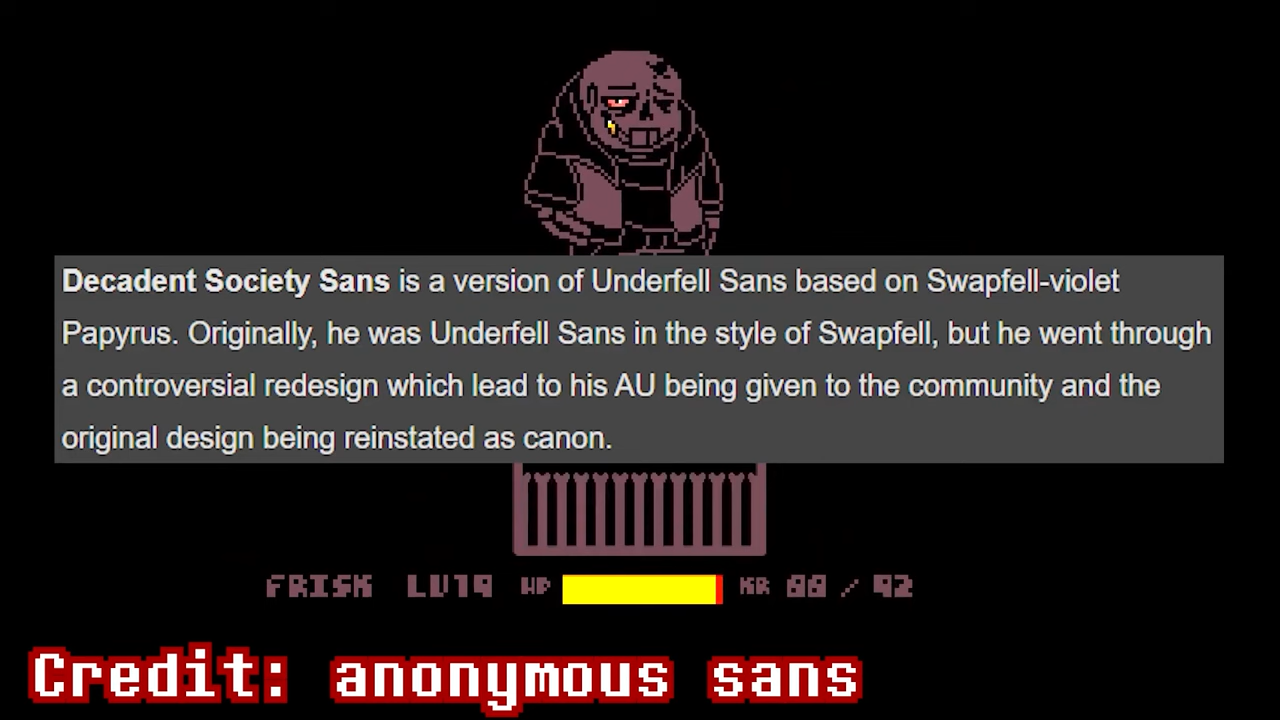 Decadent Society Sans is a version of Underfell Sans based on Swapfell-violet
Papyrus. Originally, he was Underfell Sans in the style of Swapfell, but he went through
a controversial redesign which lead to his AU being given to the community and the
original design being reinstated as canon.
FRISK LV19 HP KR 88 / 92
Credit: anonymous sans